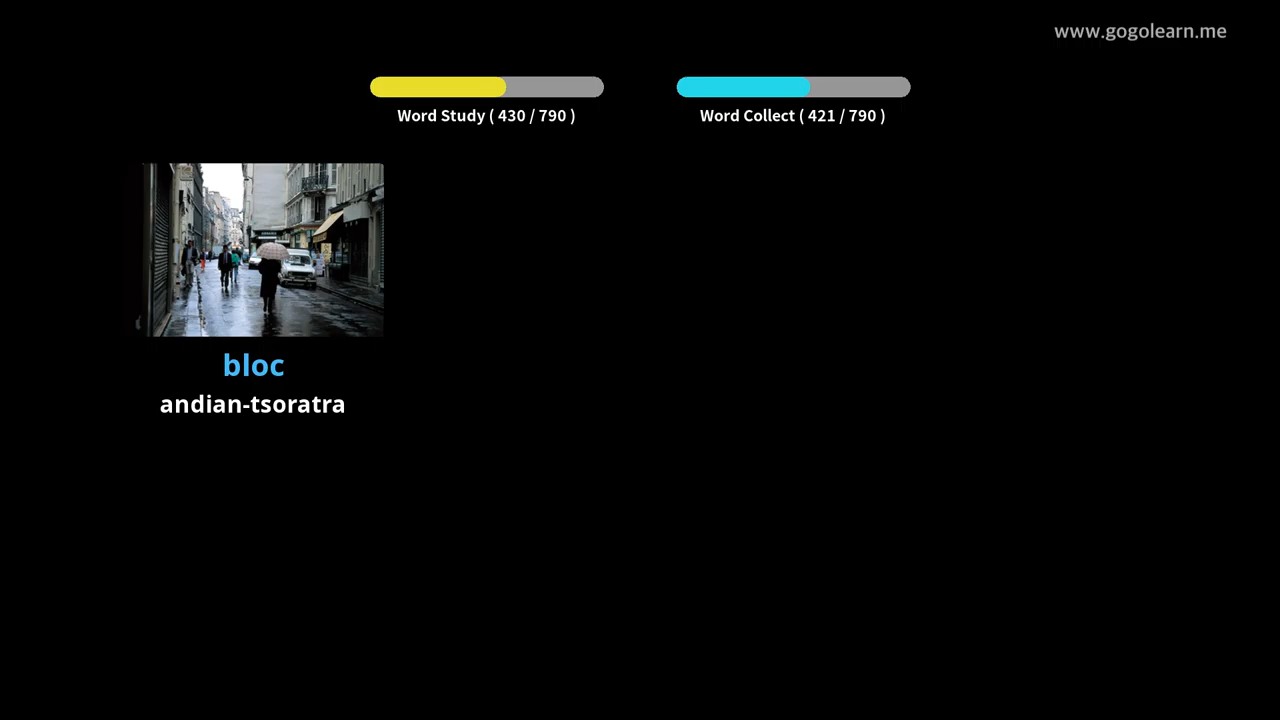 www.gogolearn.me
Word Study ( 430 / 790 )
Word Collect ( 421 / 790 )
bloc
andian-tsoratra